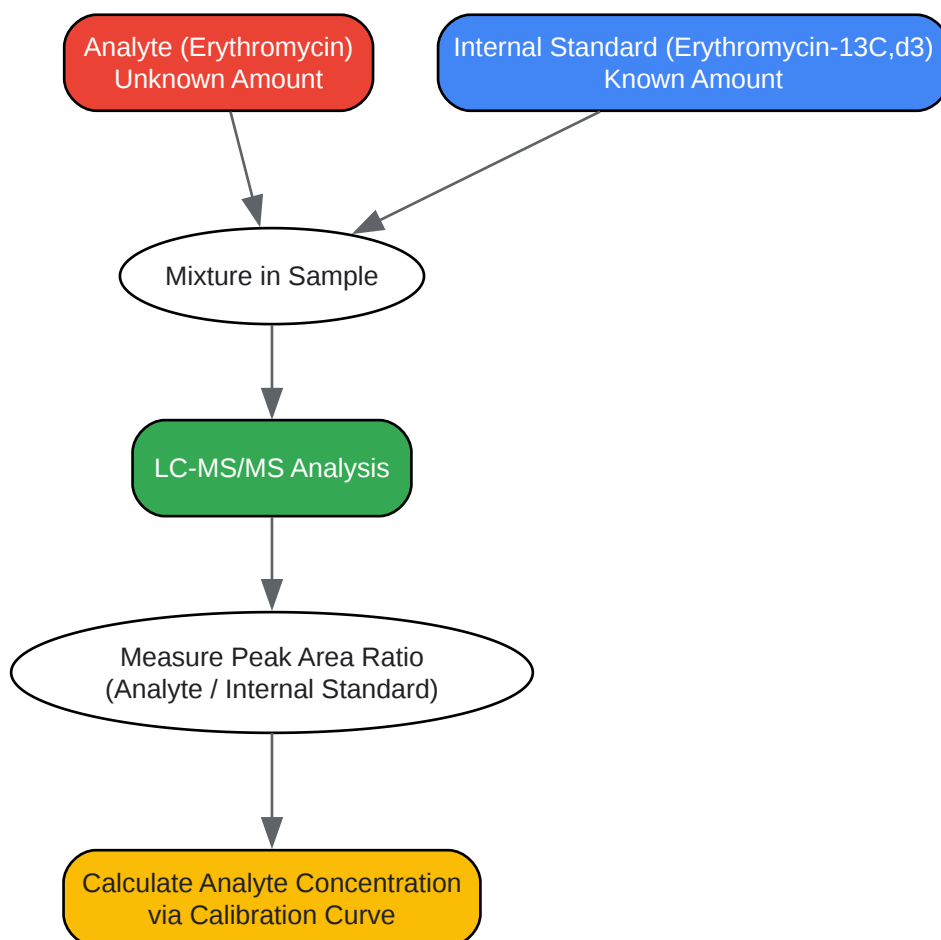 Analyte (Erythromycin)
Unknown Amount
Internal Standard (Erythromycin-13C,d3)
Known Amount
Mixture in Sample
LC-MS/MS Analysis
Measure Peak Area Ratio
(Analyte / Internal Standard)
Calculate Analyte Concentration
via Calibration Curve